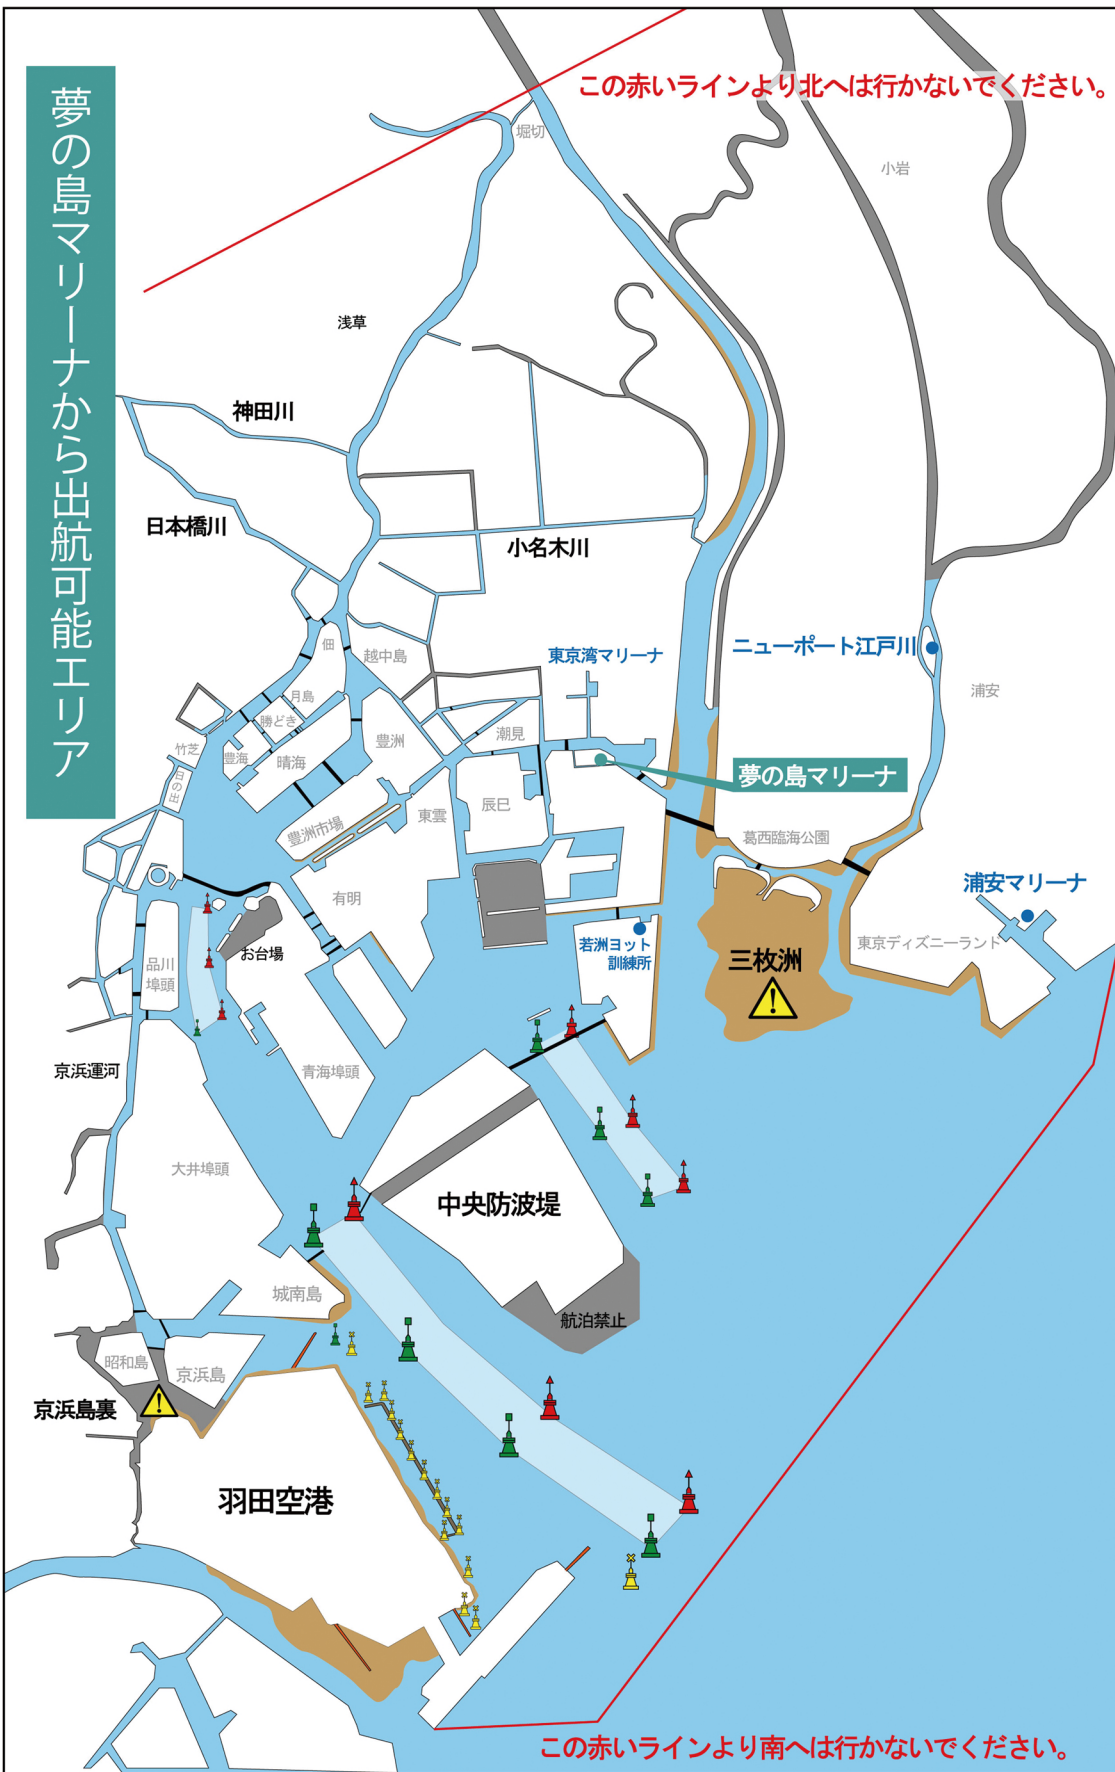 夢の島マリーナから出航可能エリア
この赤いラインより北へは行かないでください。
堀切
小岩
浅草
神田川
日本橋川
小名木川
佃
越中島
東京湾マリーナ
ニューポート江戸川
浦安
月島
勝どき
豊海
晴海
豊洲
潮見
竹芝
日の出
夢の島マリーナ
豊洲市場
東雲
辰巳
葛西臨海公園
有明
浦安マリーナ
お台場
若洲ヨット
訓練所
三枚洲
東京ディズニーランド
品川
埠頭
京浜運河
青海埠頭
大井埠頭
中央防波堤
城南島
航泊禁止
昭和島
京浜島
京浜島裏
羽田空港
この赤いラインより南へは行かないでください。